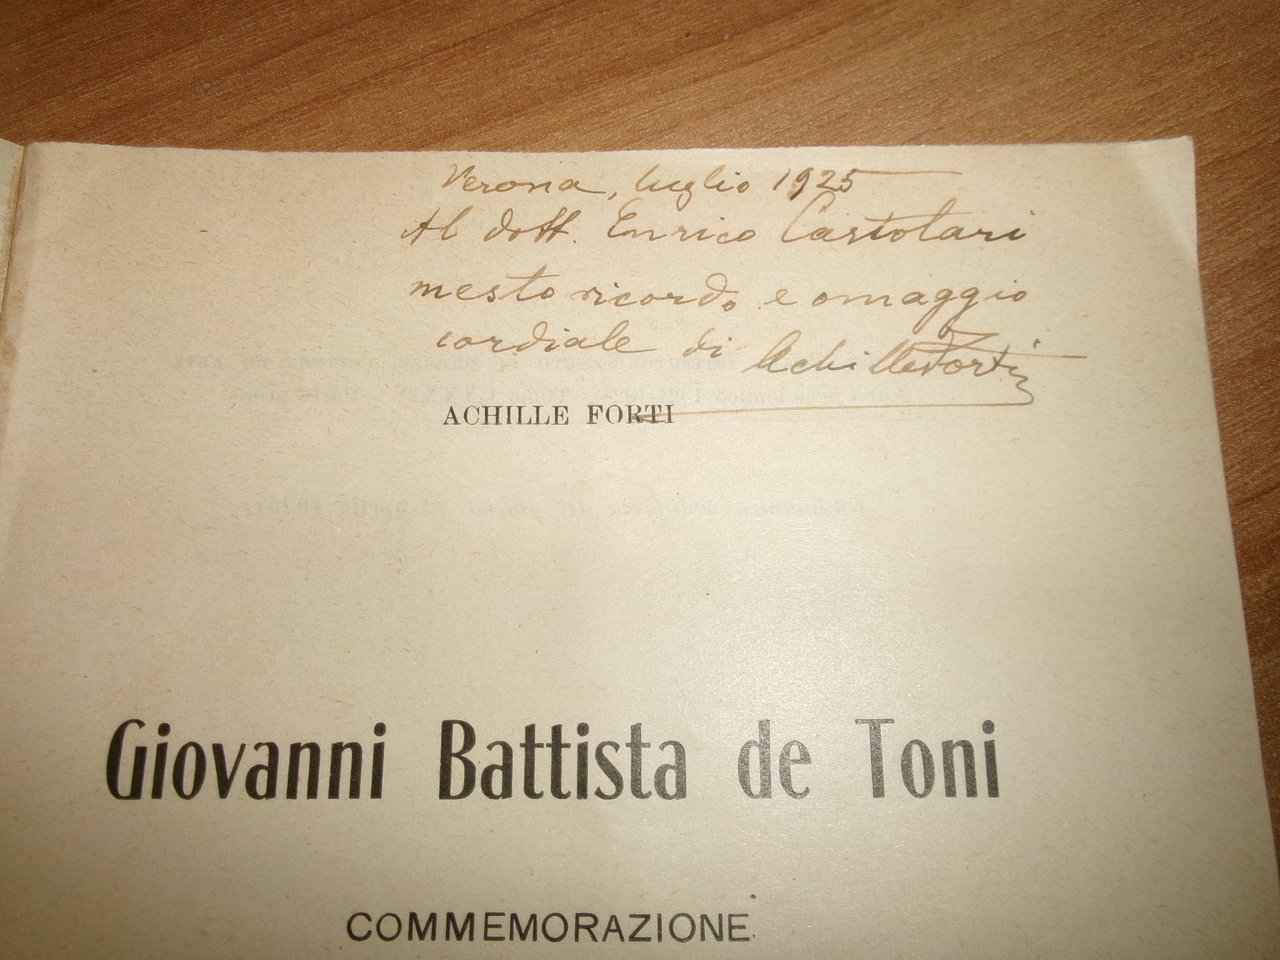 Verona, luglio 1925
Al dott. Enrico Castolari
mesto ricordo e omaggio
cordiale di Achille Forti
ACHILLE FORTI
Giovanni Battista de Toni
COMMEMORAZIONE